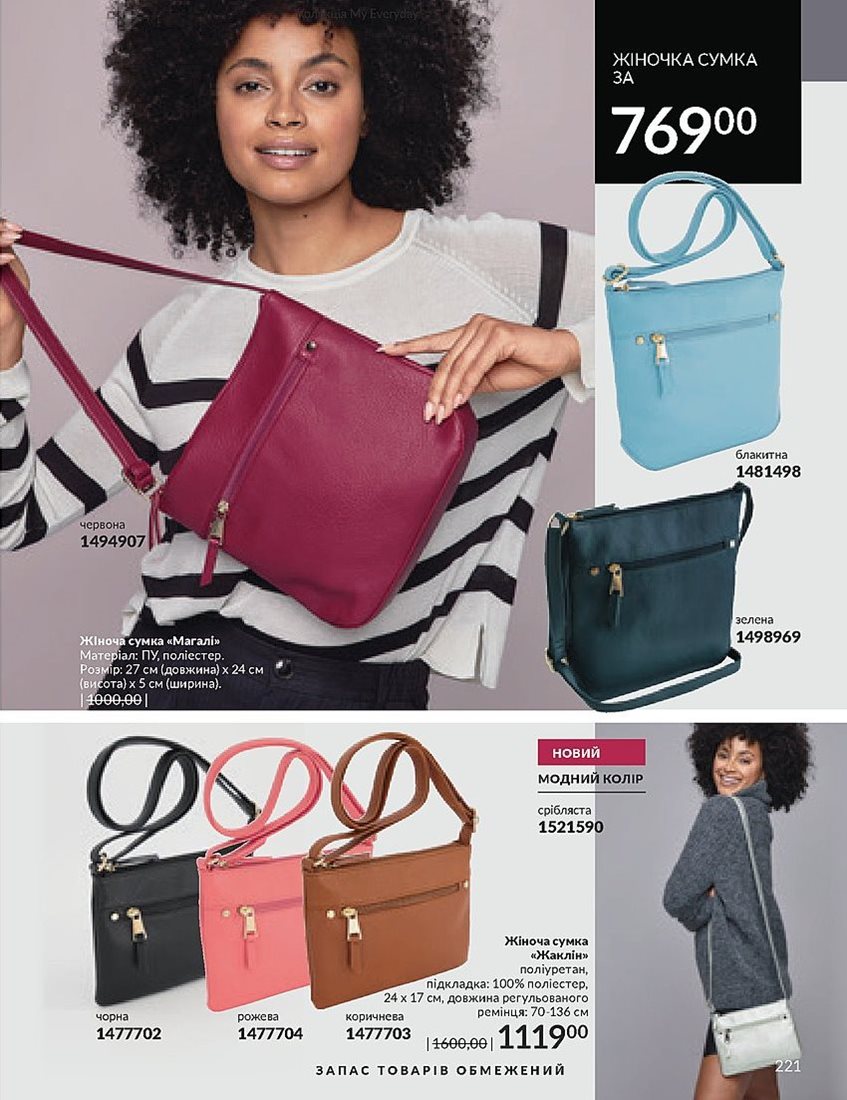 колекція My Everyday
ЖІНОЧКА СУМКА
ЗА
769⁰⁰
блакитна
1481498
червона
1494907
зелена
1498969
Жіноча сумка «Магалі»
Матеріал: ПУ, поліестер.
Розмір: 27 см (довжина) х 24 см
(висота) х 5 см (ширина).
| 1000,00 |
НОВИЙ
МОДНИЙ КОЛІР
срібляста
1521590
Жіноча сумка
«Жаклін»
поліуретан,
підкладка: 100% поліестер,
24 х 17 см, довжина регульованого
ремінця: 70-136 см
| 1600,00 | 1119⁰⁰
чорна
1477702
рожева
1477704
коричнева
1477703
ЗАПАС ТОВАРІВ ОБМЕЖЕНИЙ
221